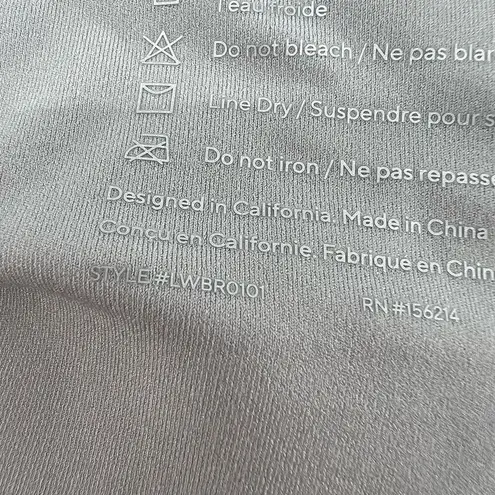 l'eau froide
Do not bleach / Ne pas blan
Line Dry / Suspendre pour s
Do not iron / Ne pas repasse
Designed in California. Made in China
Conçu en Californie. Fabrique en Chin
STYLE #LWBR0101
RN #156214